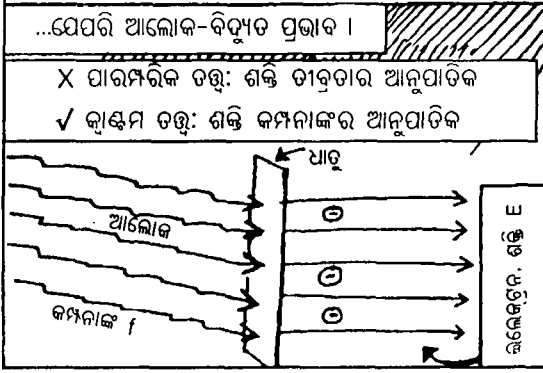 ...ଯେପରି ଆଲୋକ-ବିଦ୍ୟୁତ ପ୍ରଭାବ ।
X ପାରମ୍ପରିକ ତତ୍ତ୍ୱ: ଶକ୍ତି ତୀବ୍ରତାର ଆନୁପାତିକ
√ କ୍ୱାଣ୍ଟମ ତତ୍ତ୍ୱ: ଶକ୍ତି କମ୍ପନାଙ୍କର ଆନୁପାତିକ
ଧାତୁ
ଆଲୋକ
କମ୍ପନାଙ୍କ f
ଇଲେକ୍ଟ୍ରନ. ଶକ୍ତି E